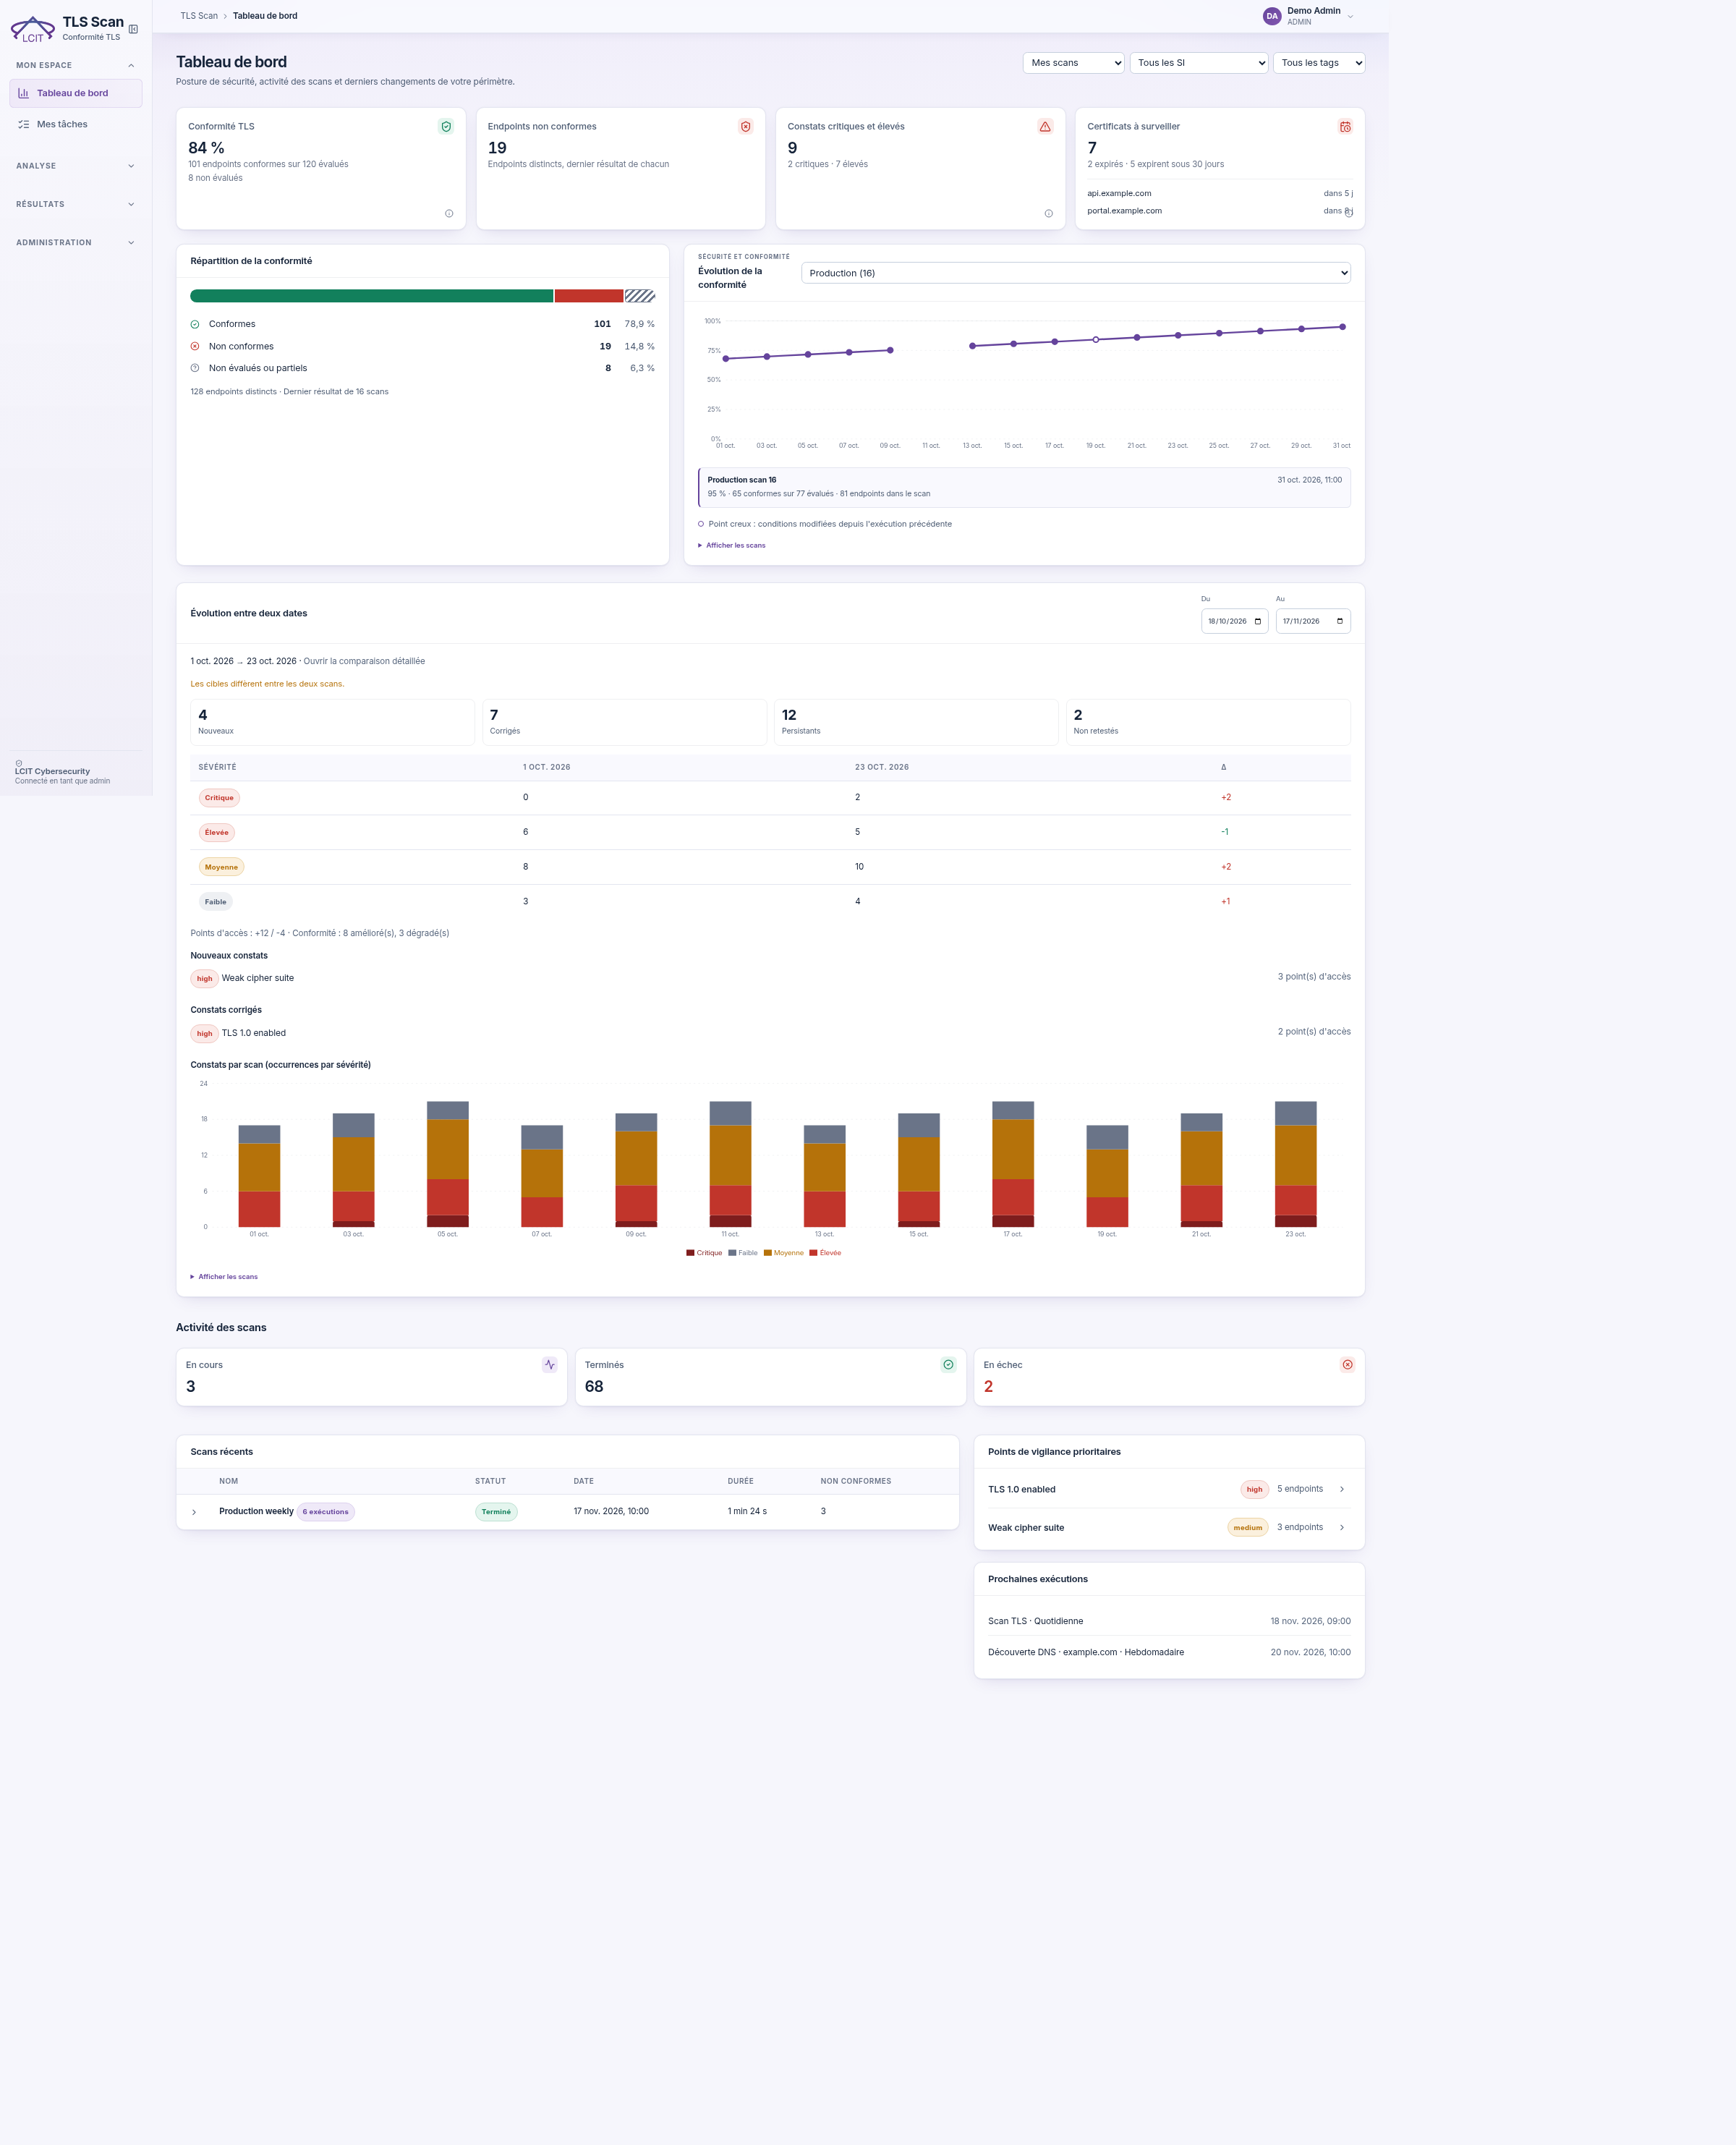 LCIT
TLS Scan
Conformité TLS
MON ESPACE
Tableau de bord
Mes tâches
ANALYSE
RÉSULTATS
ADMINISTRATION
LCIT Cybersecurity
Connecté en tant que admin
TLS Scan > Tableau de bord
DA
Demo Admin
ADMIN
Tableau de bord
Posture de sécurité, activité des scans et derniers changements de votre périmètre.
Mes scans
Tous les SI
Tous les tags
Conformité TLS
84 %
101 endpoints conformes sur 120 évalués
8 non évalués
Endpoints non conformes
19
Endpoints distincts, dernier résultat de chacun
Constats critiques et élevés
9
2 critiques · 7 élevés
Certificats à surveiller
7
2 expirés · 5 expirent sous 30 jours
api.example.com dans 5 j
portal.example.com dans
Répartition de la conformité
Conformes 101 78,9 %
Non conformes 19 14,8 %
Non évalués ou partiels 8 6,3 %
128 endpoints distincts · Dernier résultat de 16 scans
SÉCURITÉ ET CONFORMITÉ
Évolution de la
conformité
Production (16)
100%
75%
50%
25%
0%
01 oct. 03 oct. 05 oct. 07 oct. 09 oct. 11 oct. 13 oct. 15 oct. 17 oct. 19 oct. 21 oct. 23 oct. 25 oct. 27 oct. 29 oct. 31 oct
Production scan 16 31 oct. 2026, 11:00
95 % · 65 conformes sur 77 évalués · 81 endpoints dans le scan
Point creux : conditions modifiées depuis l'exécution précédente
Afficher les scans
Évolution entre deux dates
Du
18/10/2026
Au
17/11/2026
1 oct. 2026 → 23 oct. 2026 · Ouvrir la comparaison détaillée
Les cibles diffèrent entre les deux scans.
4
Nouveaux
7
Corrigés
12
Persistants
2
Non retestés
SÉVÉRITÉ 1 OCT. 2026 23 OCT. 2026 Δ
Critique 0 2 +2
Élevée 6 5 -1
Moyenne 8 10 +2
Faible 3 4 +1
Points d'accès : +12 / -4 · Conformité : 8 amélioré(s), 3 dégradé(s)
Nouveaux constats
high Weak cipher suite 3 point(s) d'accès
Constats corrigés
high TLS 1.0 enabled 2 point(s) d'accès
Constats par scan (occurrences par sévérité)
24
18
12
6
0
01 oct. 03 oct. 05 oct. 07 oct. 09 oct. 11 oct. 13 oct. 15 oct. 17 oct. 19 oct. 21 oct. 23 oct.
Critique Faible Moyenne Élevée
Afficher les scans
Activité des scans
En cours
3
Terminés
68
En échec
2
Scans récents
NOM STATUT DATE DURÉE NON CONFORMES
Production weekly 6 exécutions Terminé 17 nov. 2026, 10:00 1 min 24 s 3
Points de vigilance prioritaires
TLS 1.0 enabled high 5 endpoints
Weak cipher suite medium 3 endpoints
Prochaines exécutions
Scan TLS · Quotidienne 18 nov. 2026, 09:00
Découverte DNS · example.com · Hebdomadaire 20 nov. 2026, 10:00